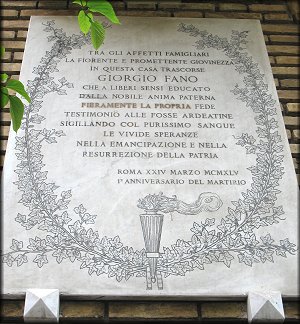 TRA GLI AFFETTI FAMIGLIARI
LA FIORENTE E PROMETTENTE GIOVINEZZA
IN QUESTA CASA TRASCORSE
GIORGIO FANO
CHE A LIBERI SENSI EDUCATO
DALLA NOBILE ANIMA PATERNA
FIERAMENTE LA PROPRIA FEDE
TESTIMONIÒ ALLE FOSSE ARDEATINE
SIGILLANDO COL PURISSIMO SANGUE
LE VIVIDE SPERANZE
NELLA EMANCIPAZIONE E NELLA
RESURREZIONE DELLA PATRIA
ROMA XXIV MARZO MCMXLV
I° ANNIVERSARIO DEL MARTIRIO